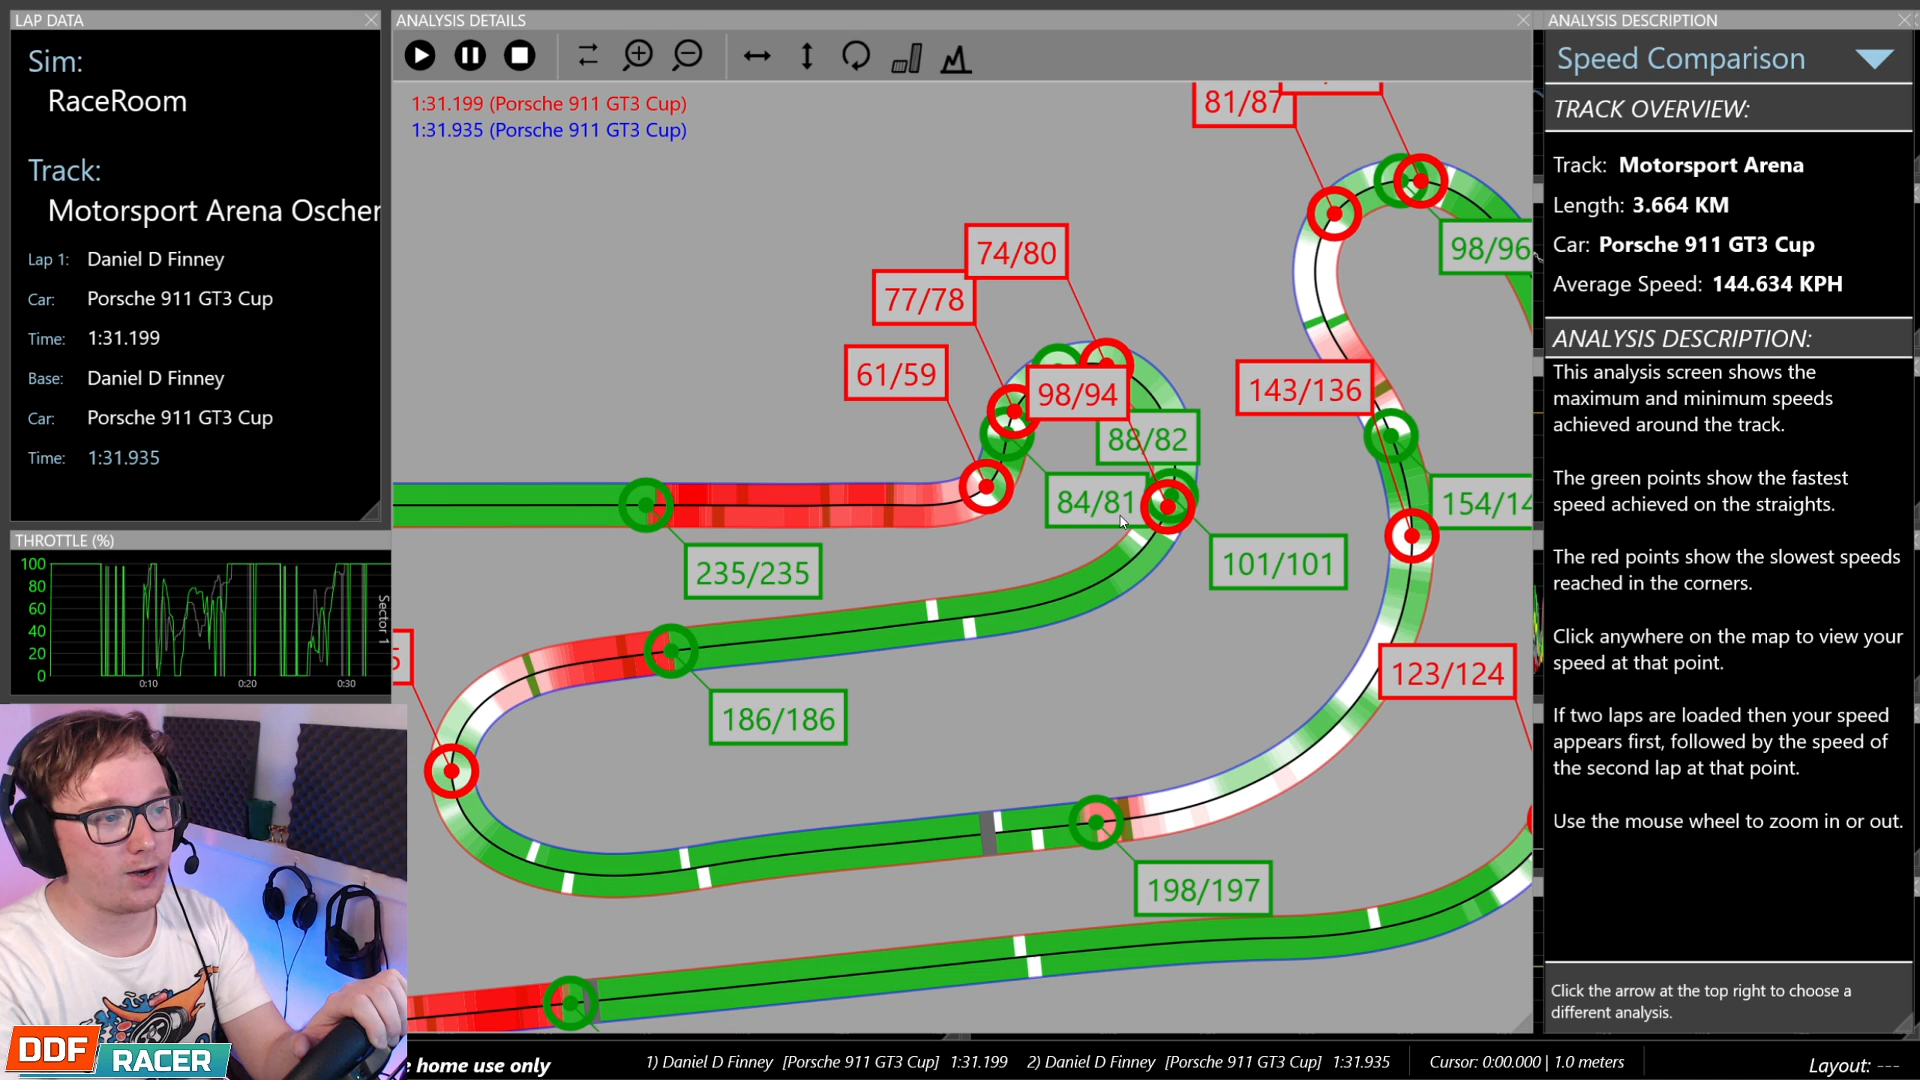 LAP DATA
Sim:
RaceRoom
Track:
Motorsport Arena Oscher
Lap 1: Daniel D Finney
Car: Porsche 911 GT3 Cup
Time: 1:31.199
Base: Daniel D Finney
Car: Porsche 911 GT3 Cup
Time: 1:31.935
THROTTLE (%)
100
80
60
40
20
0
0:10 0:20 0:30
Sector 1
DDF
RACER
ANALYSIS DETAILS
1:31.199 (Porsche 911 GT3 Cup)
1:31.935 (Porsche 911 GT3 Cup)
81/87
98/96
74/80
77/78
61/59
98/94
143/136
88/82
84/81
154/14
235/235
101/101
5
123/124
186/186
198/197
ANALYSIS DESCRIPTION
Speed Comparison
TRACK OVERVIEW:
Track: Motorsport Arena
Length: 3.664 KM
Car: Porsche 911 GT3 Cup
Average Speed: 144.634 KPH
ANALYSIS DESCRIPTION:
This analysis screen shows the
maximum and minimum speeds
achieved around the track.
The green points show the fastest
speed achieved on the straights.
The red points show the slowest speeds
reached in the corners.
Click anywhere on the map to view your
speed at that point.
If two laps are loaded then your speed
appears first, followed by the speed of
the second lap at that point.
Use the mouse wheel to zoom in or out.
Click the arrow at the top right to choose a
different analysis.
e home use only 1) Daniel D Finney [Porsche 911 GT3 Cup] 1:31.199 2) Daniel D Finney [Porsche 911 GT3 Cup] 1:31.935 Cursor: 0:00.000 | 1.0 meters Layout: ---